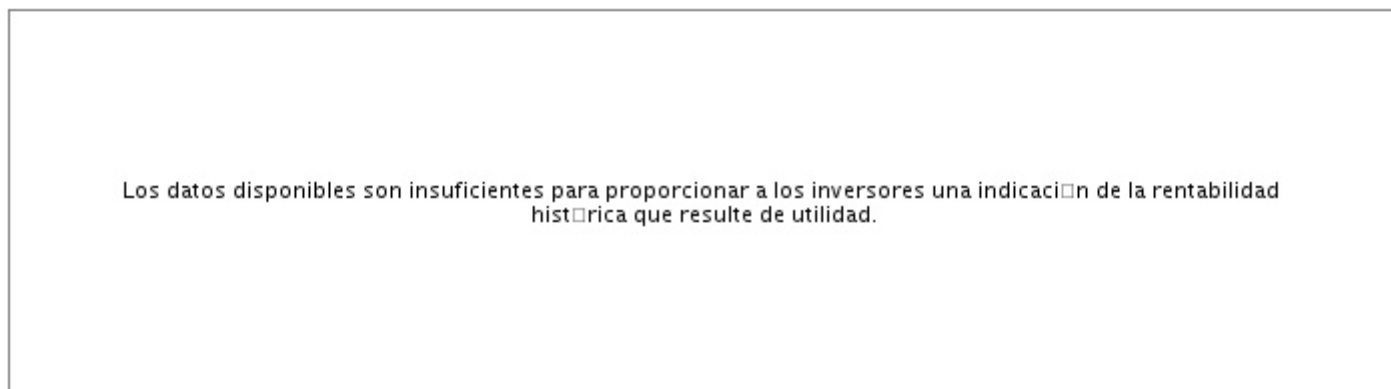 Los datos disponibles son insuficientes para proporcionar a los inversores una indicaci□n de la rentabilidad
hist□rica que resulte de utilidad.